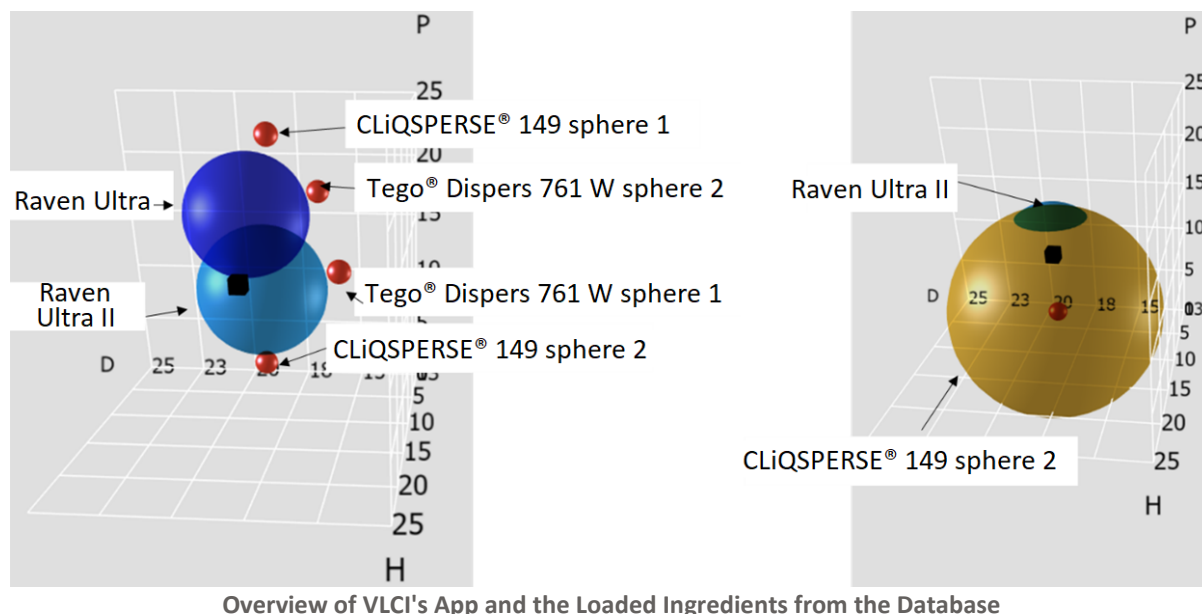 P
25
CLiQSPERSE® 149 sphere 1
20
Tego® Dispers 761 W sphere 2
Raven Ultra
15
10
Tego® Dispers 761 W sphere 1
Raven
Ultra II
CLiQSPERSE® 149 sphere 2
D 25 23 20 18
5
10
15
20
25
H
P
25
20
Raven Ultra II
15
10
5
D 25 23 20 18 15
5
10
15
20
CLiQSPERSE® 149 sphere 2
25
H
Overview of VLCI's App and the Loaded Ingredients from the Database